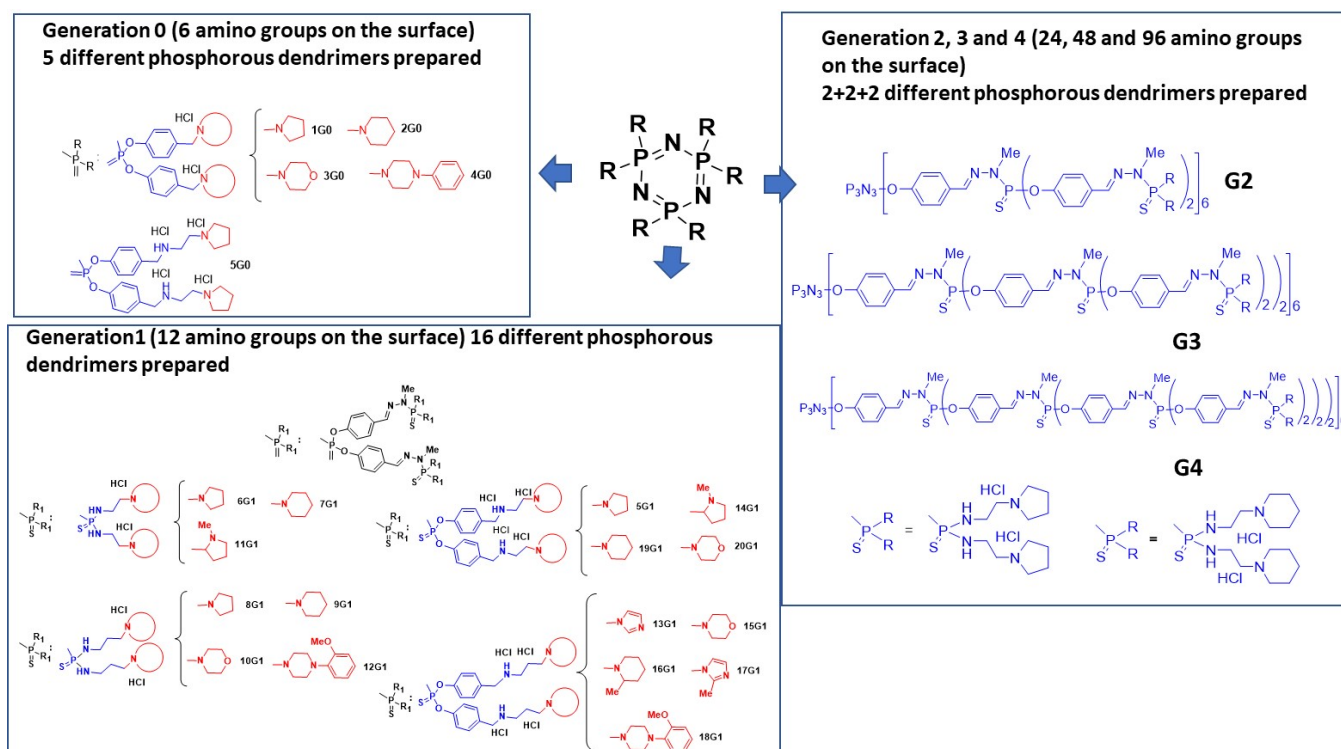 Generation 0 (6 amino groups on the surface)
5 different phosphorous dendrimers prepared
HCl
HCl
1G0
2G0
3G0
4G0
HCl
HCl
HCl
HCl
5G0
Generation 2, 3 and 4 (24, 48 and 96 amino groups
on the surface)
2+2+2 different phosphorous dendrimers prepared
G2
G3
G4
P₃N₃
P₃N₃
P₃N₃
Generation1 (12 amino groups on the surface) 16 different phosphorous
dendrimers prepared
6G1
7G1
11G1
5G1
14G1
19G1
20G1
8G1
9G1
10G1
12G1
13G1
15G1
16G1
17G1
18G1